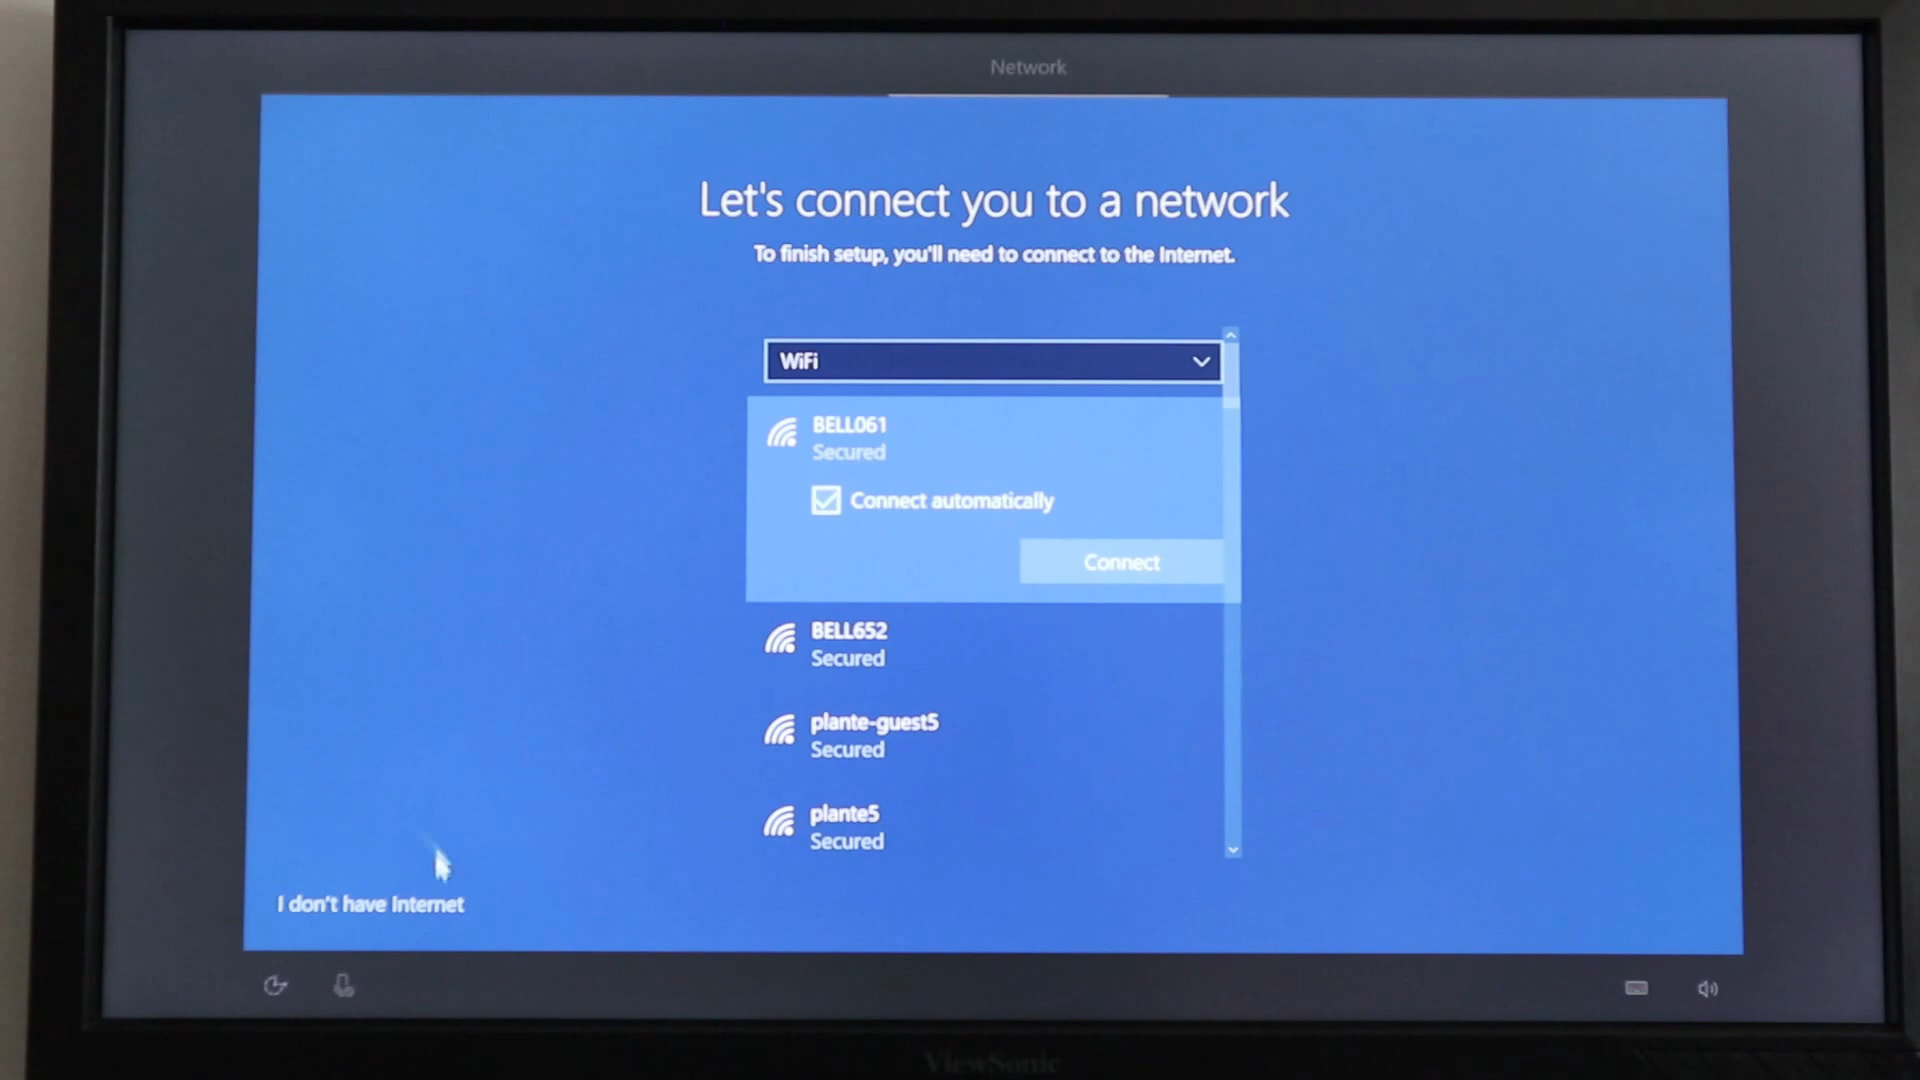 Network
Let's connect you to a network
To finish setup, you'll need to connect to the Internet.
WiFi
BELL061
Secured
Connect automatically
Connect
BELL652
Secured
plante-guest5
Secured
plante5
Secured
I don't have Internet
ViewSonic